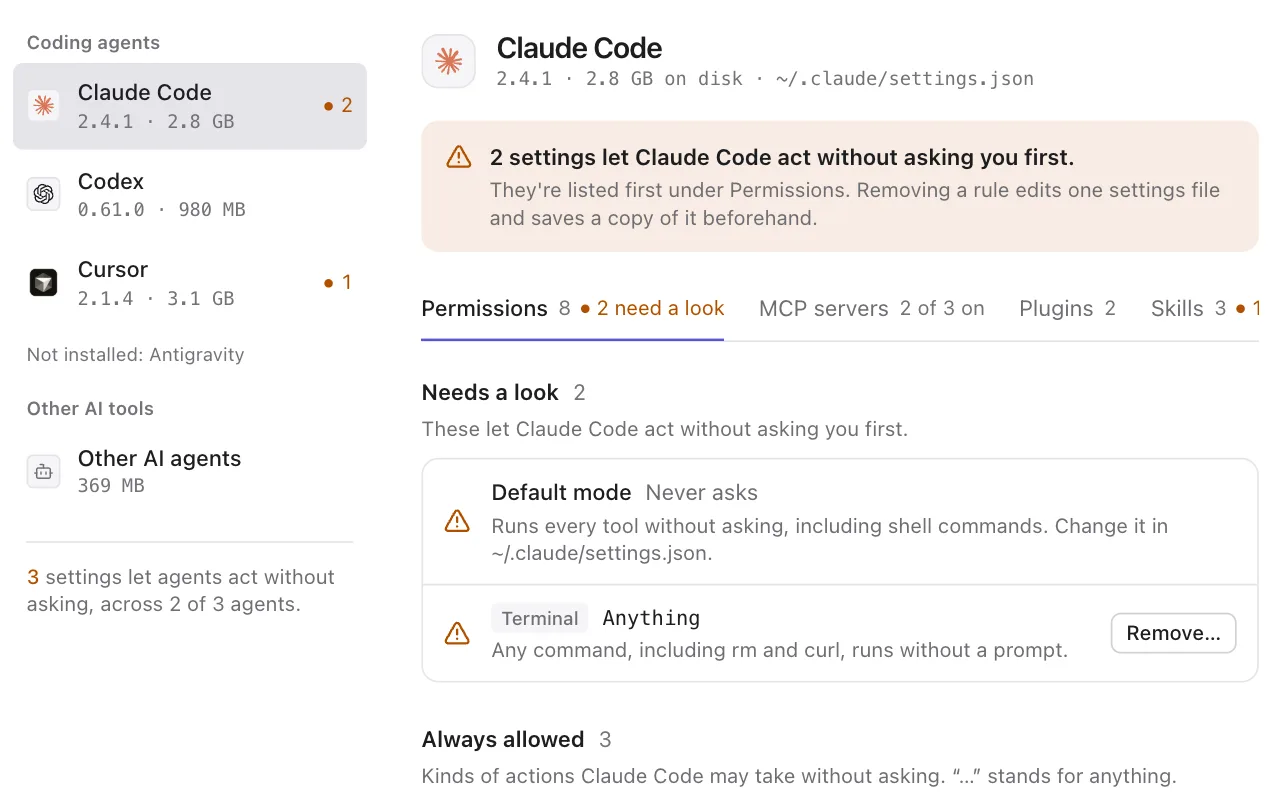 Coding agents
Claude Code
2.4.1 · 2.8 GB
2
Codex
0.61.0 · 980 MB
Cursor
2.1.4 · 3.1 GB
1
Not installed: Antigravity
Other AI tools
Other AI agents
369 MB
3 settings let agents act without
asking, across 2 of 3 agents.
Claude Code
2.4.1 · 2.8 GB on disk · ~/.claude/settings.json
2 settings let Claude Code act without asking you first.
They're listed first under Permissions. Removing a rule edits one settings file
and saves a copy of it beforehand.
Permissions 8 • 2 need a look MCP servers 2 of 3 on Plugins 2 Skills 3 • 1
Needs a look 2
These let Claude Code act without asking you first.
Default mode Never asks
Runs every tool without asking, including shell commands. Change it in
~/.claude/settings.json.
Terminal Anything
Any command, including rm and curl, runs without a prompt.
Remove...
Always allowed 3
Kinds of actions Claude Code may take without asking. “...” stands for anything.